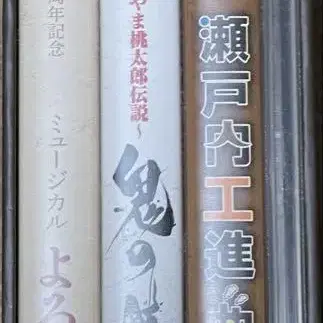 周年記念 ミュージカル よろ
やま桃太郎伝説~
鬼の
瀬戸内工進曲